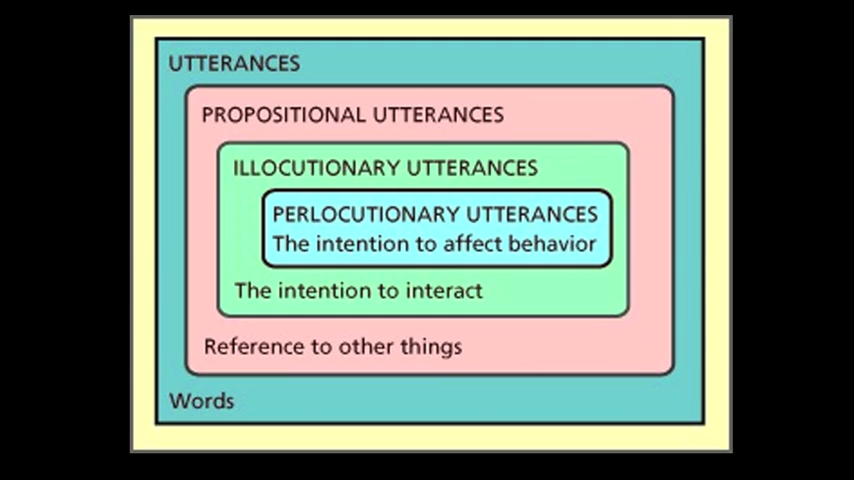 UTTERANCES
PROPOSITIONAL UTTERANCES
ILLOCUTIONARY UTTERANCES
PERLOCUTIONARY UTTERANCES
The intention to affect behavior
The intention to interact
Reference to other things
Words